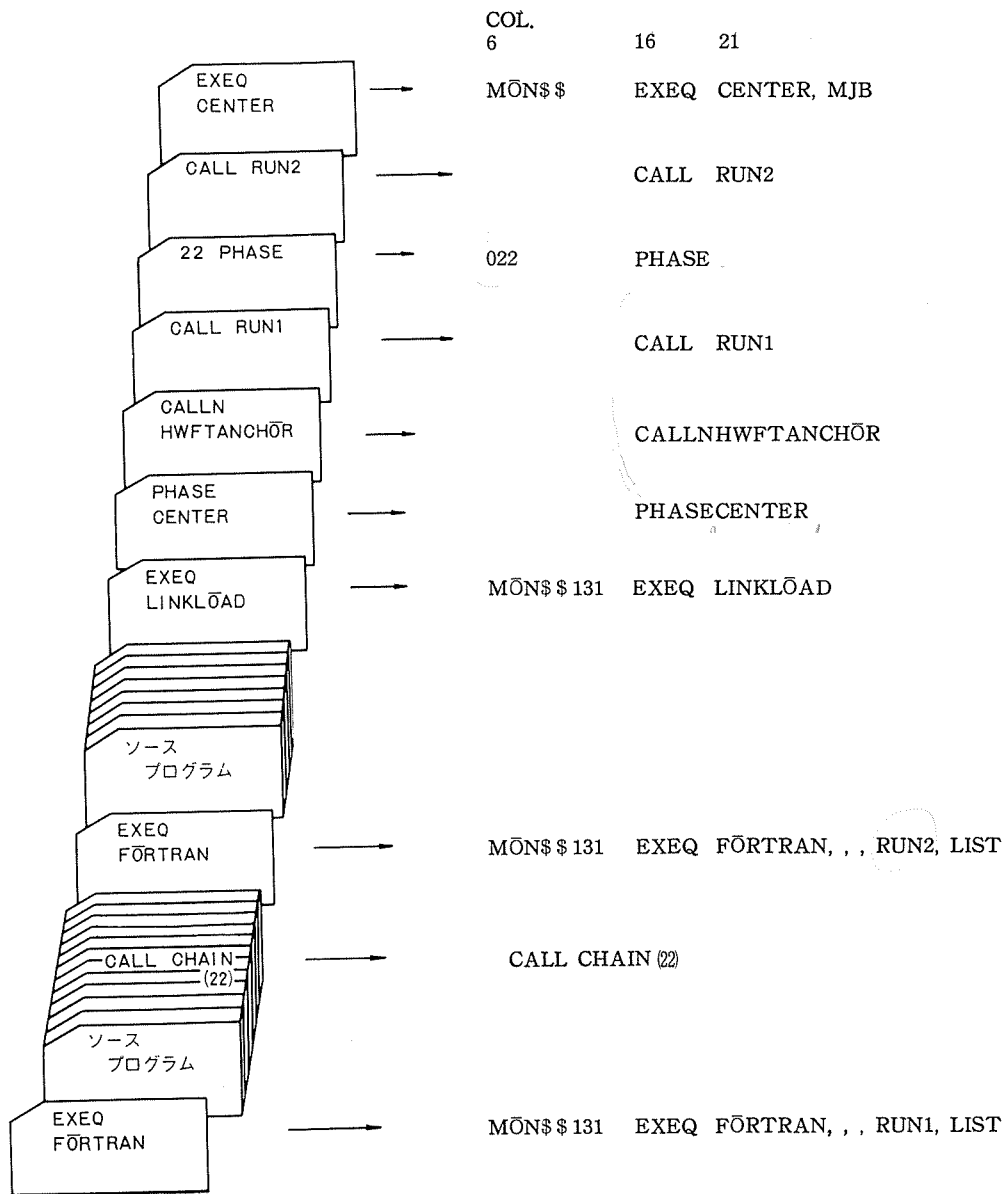 COL.
6 16 21
EXEQ
CENTER
MŌN$$ EXEQ CENTER, MJB
CALL RUN2
CALL RUN2
22 PHASE
022 PHASE
CALL RUN1
CALL RUN1
CALLN
HWFTANCHŌR
CALLNHWFTANCHŌR
PHASE
CENTER
PHASECENTER
EXEQ
LINKLŌAD
MŌN$$131 EXEQ LINKLŌAD
ソース
プログラム
EXEQ
FŌRTRAN
MŌN$$131 EXEQ FŌRTRAN, , , RUN2, LIST
CALL CHAIN
(22)
CALL CHAIN (22)
ソース
プログラム
EXEQ
FŌRTRAN
MŌN$$131 EXEQ FŌRTRAN, , , RUN1, LIST